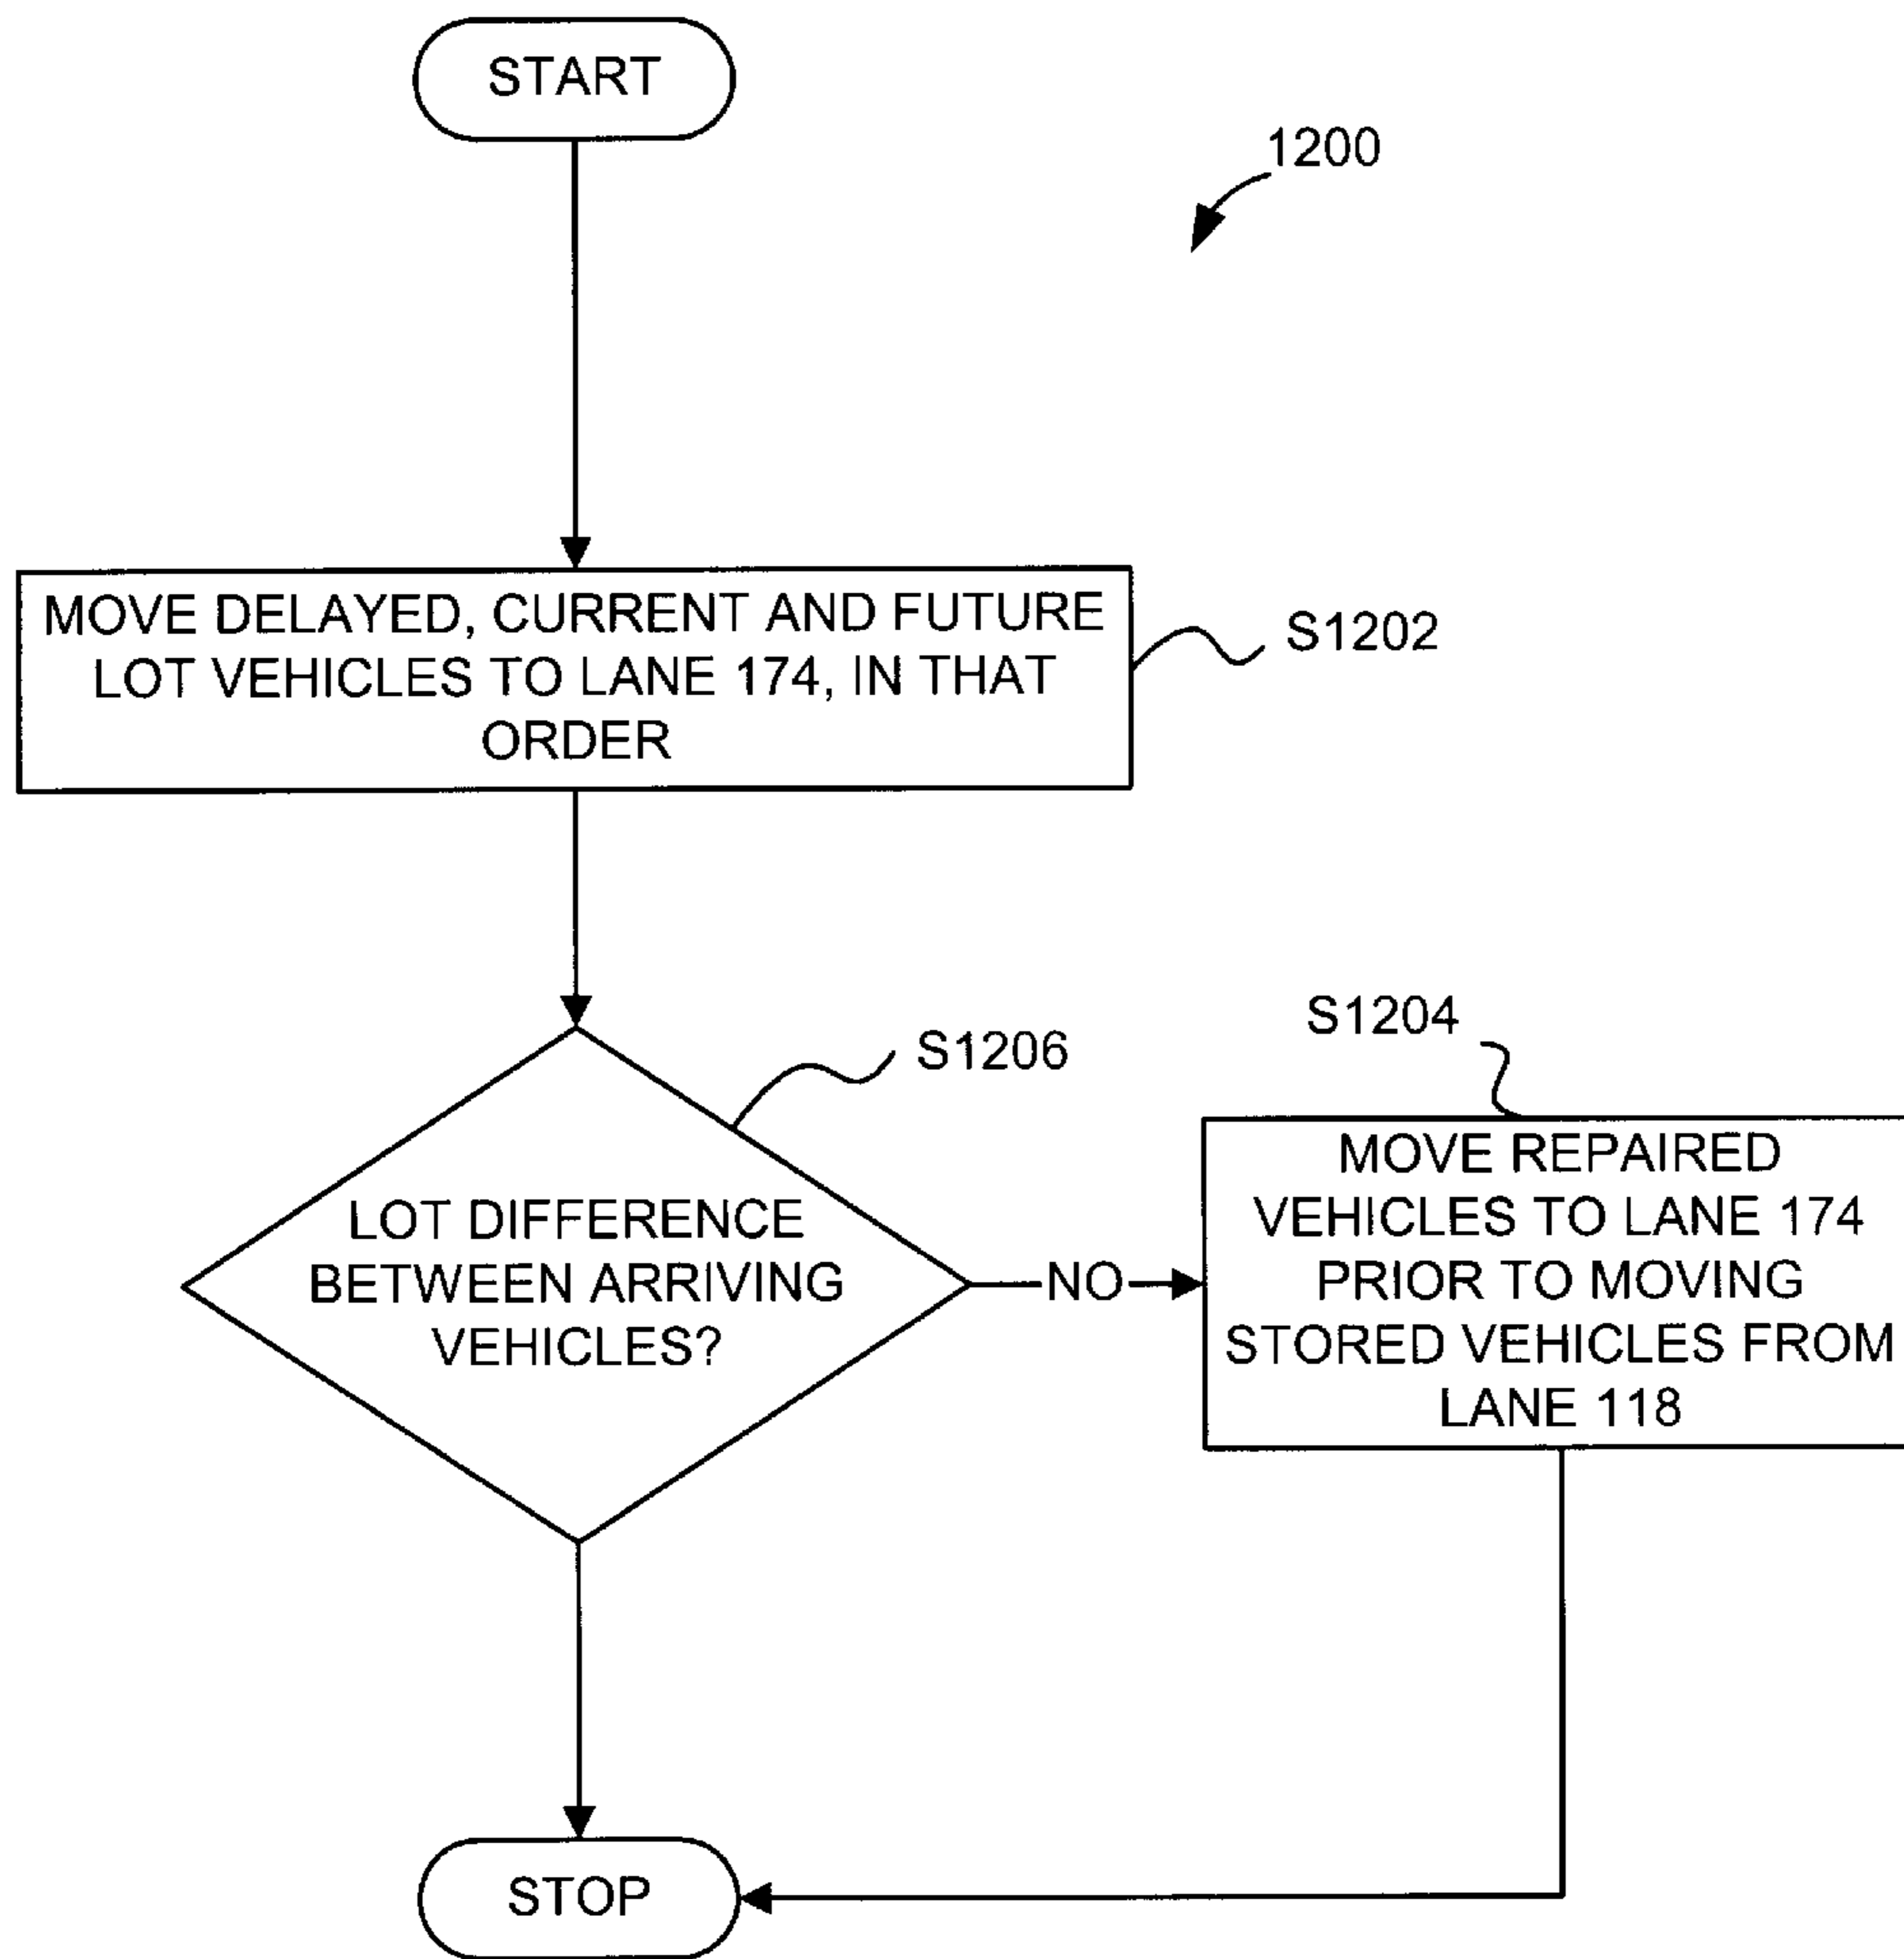 START
1200
MOVE DELAYED, CURRENT AND FUTURE
LOT VEHICLES TO LANE 174, IN THAT
ORDER
S1202
S1206
LOT DIFFERENCE
BETWEEN ARRIVING
VEHICLES?
NO
S1204
MOVE REPAIRED
VEHICLES TO LANE 174
PRIOR TO MOVING
STORED VEHICLES FROM
LANE 118
STOP